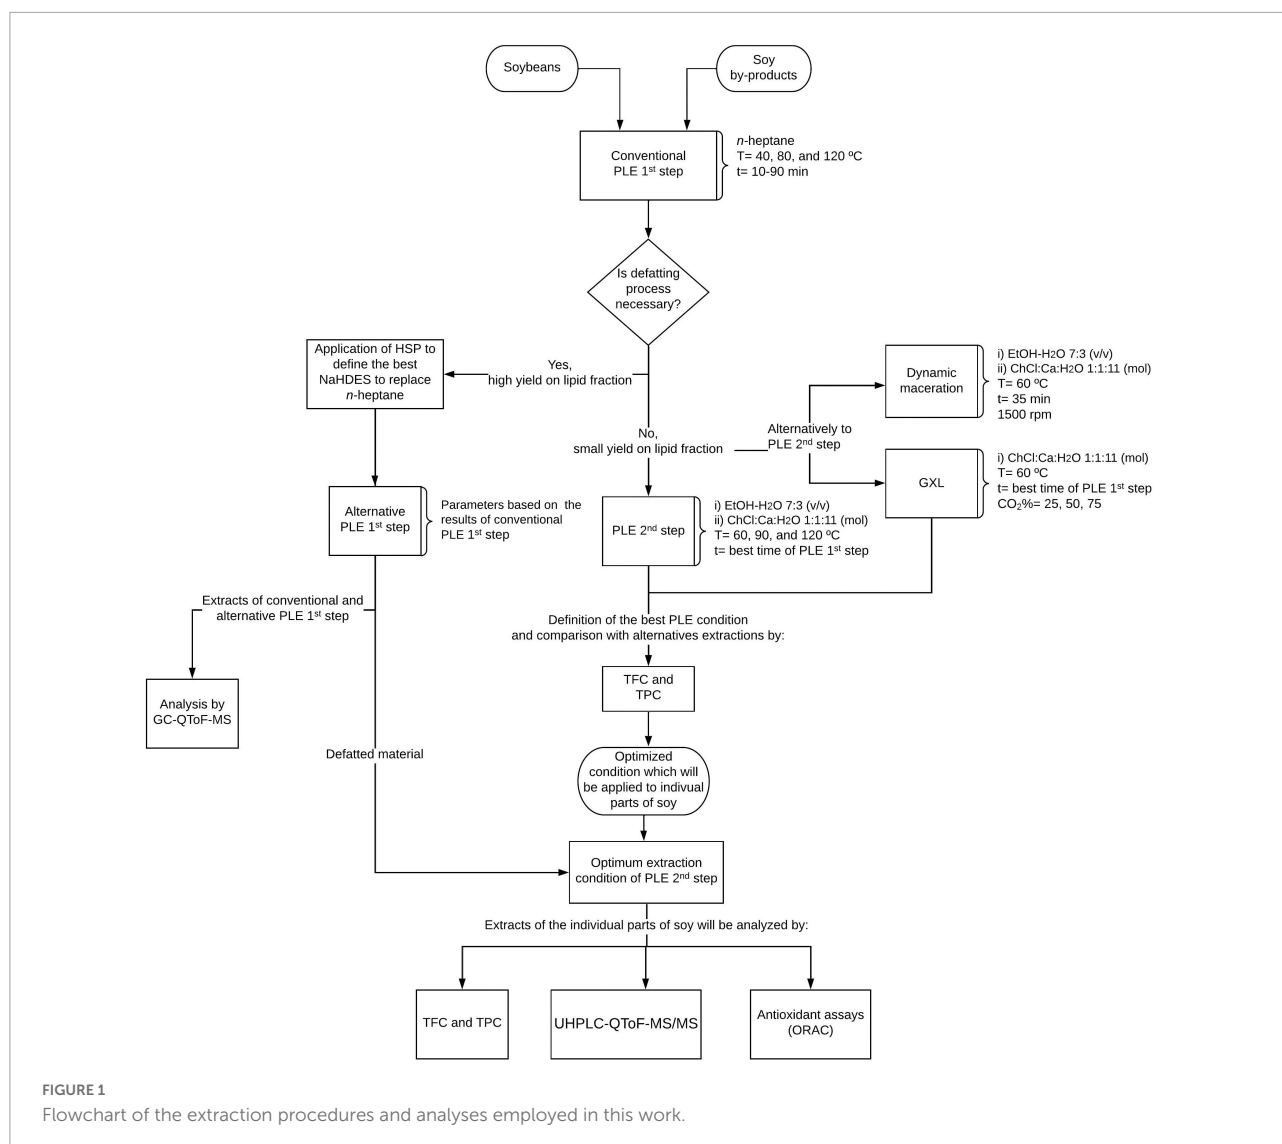 Soybeans
Soy
by-products
Conventional
PLE 1st step
n-heptane
T= 40, 80, and 120 ºC
t= 10-90 min
Is defatting
process
necessary?
Application of HSP to
define the best
NaHDES to replace
n-heptane
Yes,
high yield on lipid fraction
No,
small yield on lipid fraction
Alternatively to
PLE 2nd step
Dynamic
maceration
i) EtOH-H2O 7:3 (v/v)
ii) ChCl:Ca:H2O 1:1:11 (mol)
T= 60 ºC
t= 35 min
1500 rpm
GXL
i) ChCl:Ca:H2O 1:1:11 (mol)
T= 60 ºC
t= best time of PLE 1st step
CO2%= 25, 50, 75
Alternative
PLE 1st step
Parameters based on the
results of conventional
PLE 1st step
PLE 2nd step
i) EtOH-H2O 7:3 (v/v)
ii) ChCl:Ca:H2O 1:1:11 (mol)
T= 60, 90, and 120 ºC
t= best time of PLE 1st step
Extracts of conventional and
alternative PLE 1st step
Definition of the best PLE condition
and comparison with alternatives extractions by:
Analysis by
GC-QToF-MS
TFC and
TPC
Defatted material
Optimized
condition which will
be applied to indivual
parts of soy
Optimum extraction
condition of PLE 2nd step
Extracts of the individual parts of soy will be analyzed by:
TFC and TPC
UHPLC-QToF-MS/MS
Antioxidant assays
(ORAC)
FIGURE 1
Flowchart of the extraction procedures and analyses employed in this work.